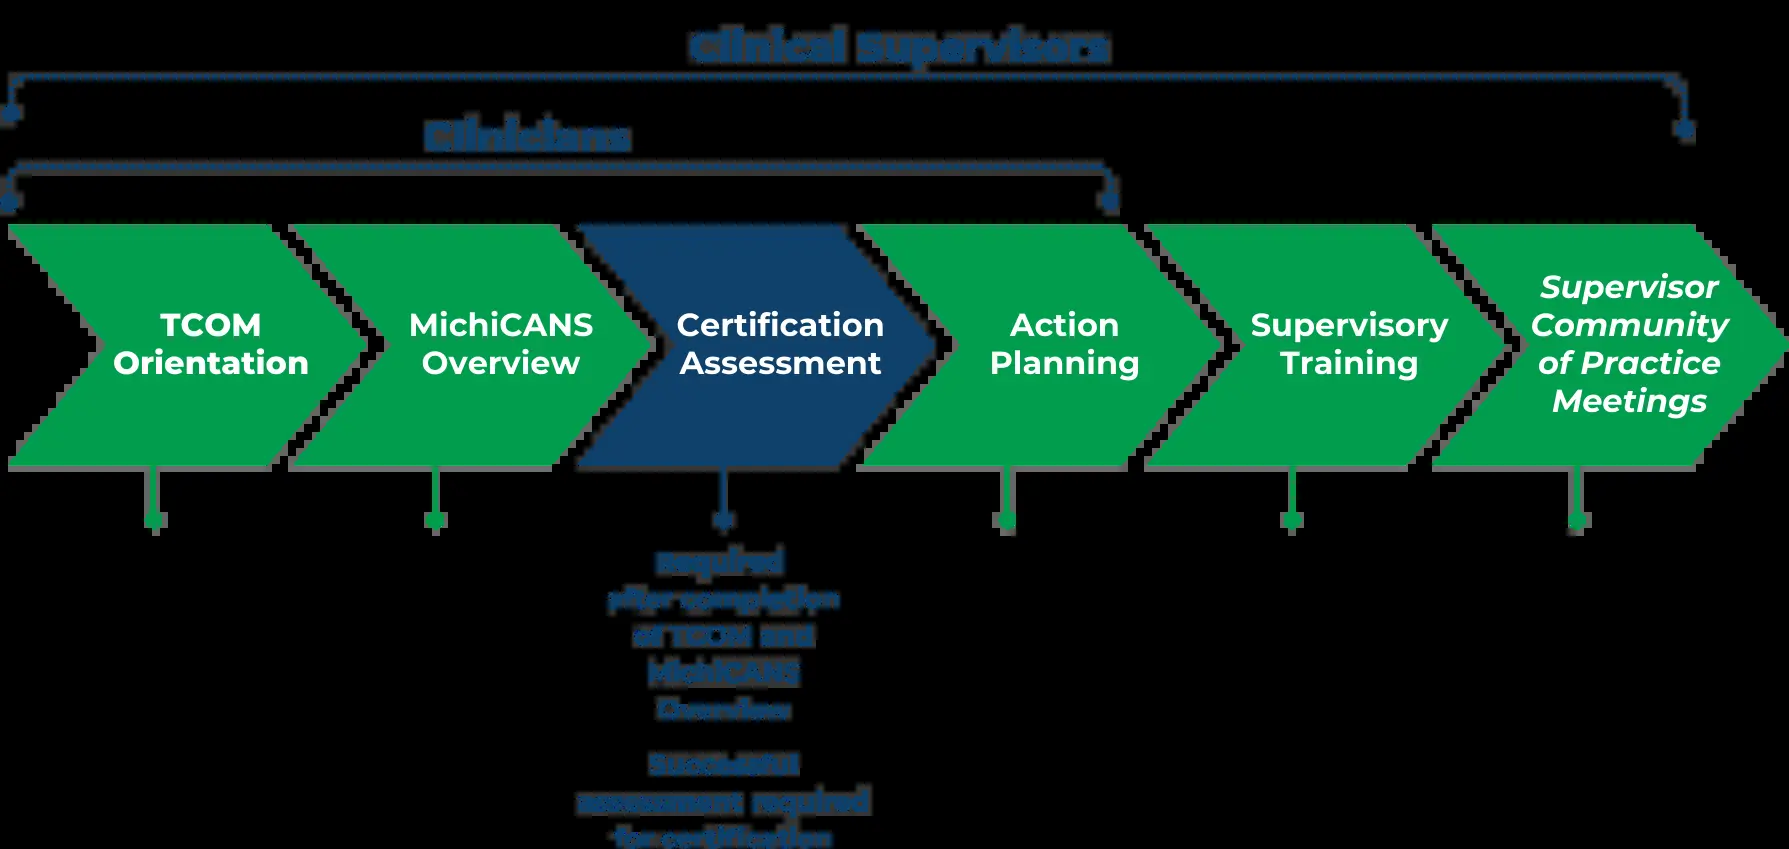 Clinical Supervisors
Clinicians
TCOM
Orientation
MichiCANS
Overview
Certification
Assessment
Action
Planning
Supervisory
Training
Supervisor
Community
of Practice
Meetings
Required
after completion
of TCOM and
MichiCANS
Overview
Successful
assessment required
for certification